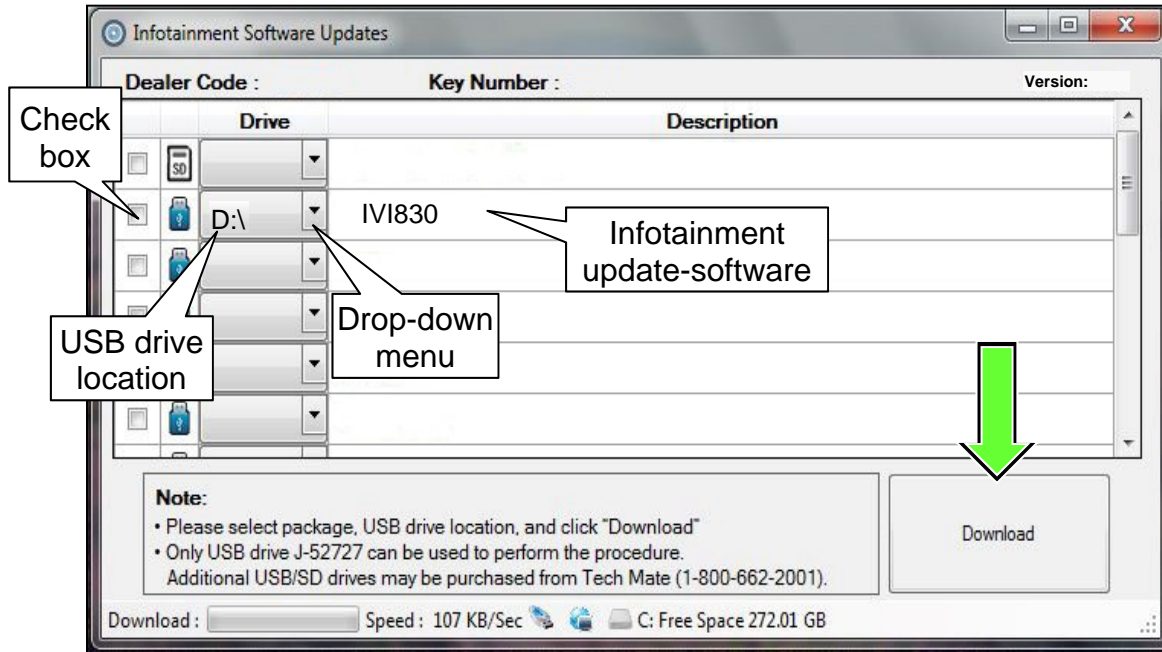 Infotainment Software Updates
Dealer Code :
Key Number :
Version:
Drive
Description
Check
box
SD
D:\
IVI830
Infotainment
update-software
USB drive
location
Drop-down
menu
Note:
• Please select package, USB drive location, and click "Download"
• Only USB drive J-52727 can be used to perform the procedure.
Additional USB/SD drives may be purchased from Tech Mate (1-800-662-2001).
Download
Download :
Speed : 107 KB/Sec
C: Free Space 272.01 GB